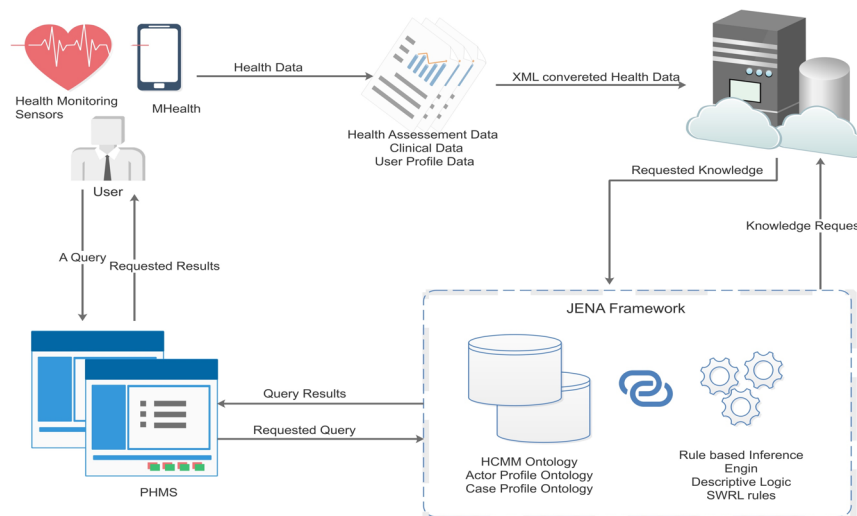 Health Monitoring
Sensors
MHealth
Health Data
Health Assessment Data
Clinical Data
User Profile Data
XML convereted Health Data
User
A Query
Requested Results
Requested Knowledge
Knowledge Reques
JENA Framework
Query Results
Requested Query
PHMS
HCMM Ontology
Actor Profile Ontology
Case Profile Ontology
Rule based Inference
Engin
Descriptive Logic
SWRL rules